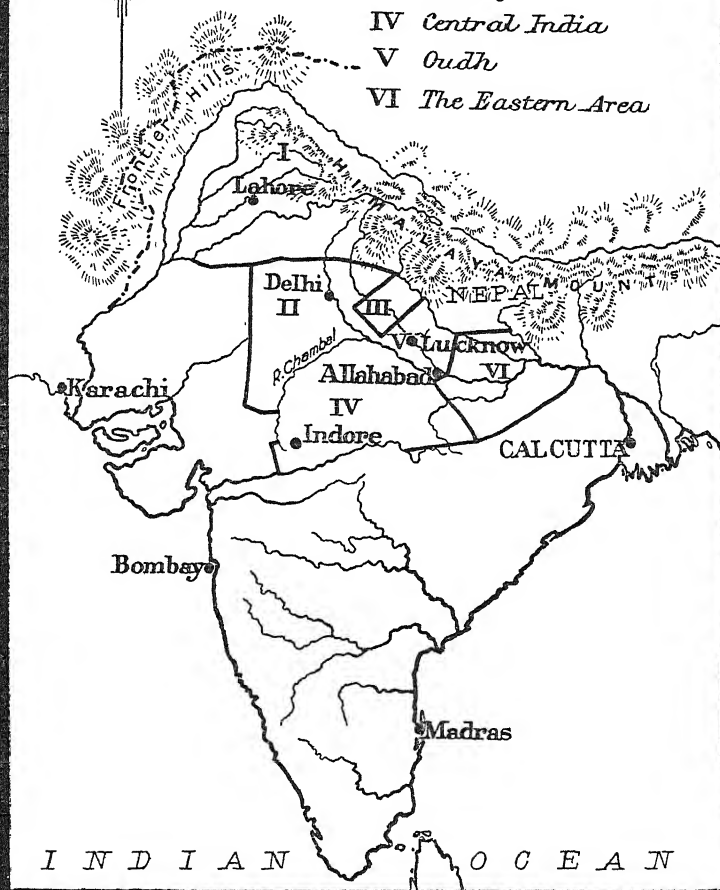 IV Central India
V Oudh
VI The Eastern Area
Frontier Hills
I
Lahore
HIMALAYA MOUNTS
Delhi
II
III
NEPAL
R. Chambal
V Lucknow
Allahabad
VI
Karachi
IV
Indore
CALCUTTA
Bombay
Madras
INDIAN OCEAN